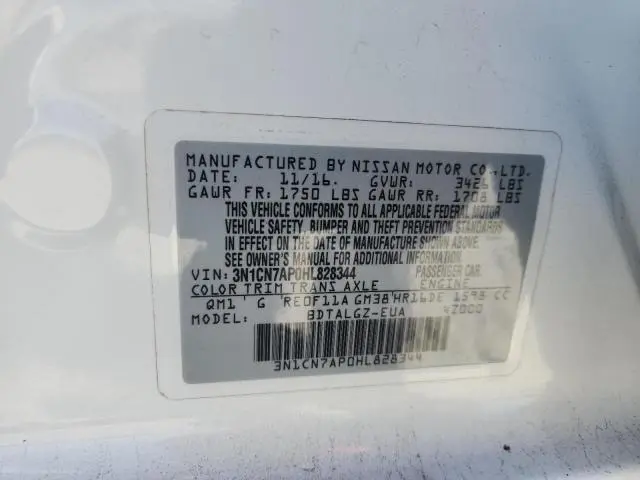 MANUFACTURED BY NISSAN MOTOR CO., LTD.
DATE: 11/16. GVWR: 3426 LBS
GAWR FR: 1750 LBS GAWR RR: 1708 LBS
THIS VEHICLE CONFORMS TO ALL APPLICABLE FEDERAL MOTOR
VEHICLE SAFETY, BUMPER AND THEFT PREVENTION STANDARDS
IN EFFECT ON THE DATE OF MANUFACTURE SHOWN ABOVE.
SEE OWNER'S MANUAL FOR ADDITIONAL INFORMATION
VIN: 3N1CN7AP0HL828344 PASSENGER CAR
COLOR TRIM TRANS AXLE ENGINE
QM1 G RE0F11A GM38 HR16DE 1598 CC
MODEL: BDTALGZ-EUA
3N1CN7AP0HL828344